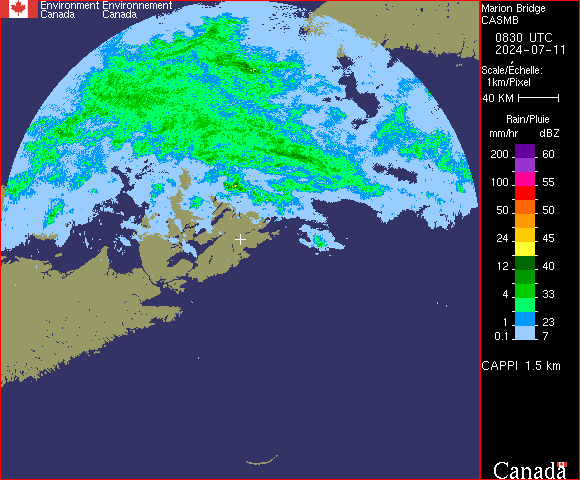 Environment Environnement
Canada Canada
Marion Bridge
CASMB
0830 UTC
2024-07-11
Scale/Échelle:
1km/Pixel
40 KM
Rain/Pluie
mm/hr dBZ
200 60
100 55
50 50
24 45
12 40
4 33
1 23
0.1 7
CAPPI 1.5 km
Canada